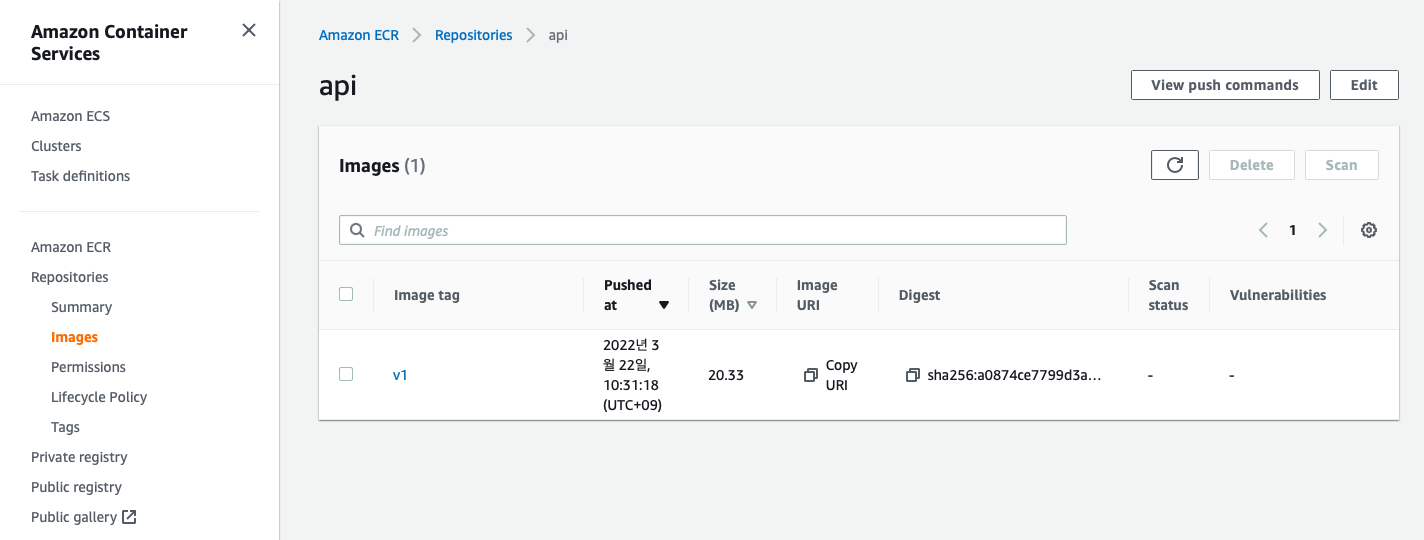 Amazon Container
Services
Amazon ECS
Clusters
Task definitions
Amazon ECR
Repositories
Summary
Images
Permissions
Lifecycle Policy
Tags
Private registry
Public registry
Public gallery
Amazon ECR
Repositories
api
api
View push commands
Edit
Images (1)
Delete
Scan
Find images
1
Image tag
Pushed
at
Size
(MB)
Image
URI
Digest
Scan
status
Vulnerabilities
v1
2022년 3
월 22일,
10:31:18
(UTC+09)
20.33
Copy
URI
sha256:a0874ce7799d3a...
-
-